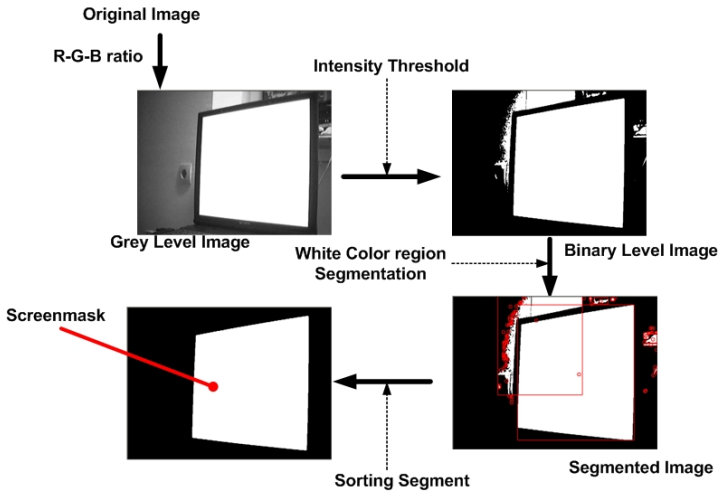 Original Image
R-G-B ratio
Intensity Threshold
Grey Level Image
Binary Level Image
White Color region
Segmentation
Screenmask
Sorting Segment
Segmented Image